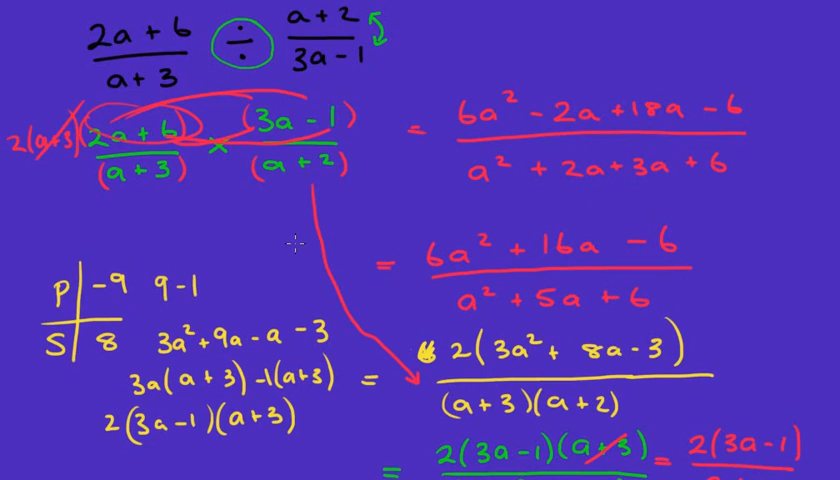 2a + 6 / a + 3 ÷ a + 2 / 3a - 1
2(a+3) (2a + 6) / (a + 3) × (3a - 1) / (a + 2) = 6a² - 2a + 18a - 6 / a² + 2a + 3a + 6
= 6a² + 16a - 6 / a² + 5a + 6
P | -9 9 -1
S | 8 3a² + 9a - a - 3
3a(a + 3) - 1(a+3)
2(3a - 1)(a+3)
= 2(3a² + 8a - 3) / (a + 3)(a + 2)
= 2(3a - 1)(a + 3) = 2(3a - 1)